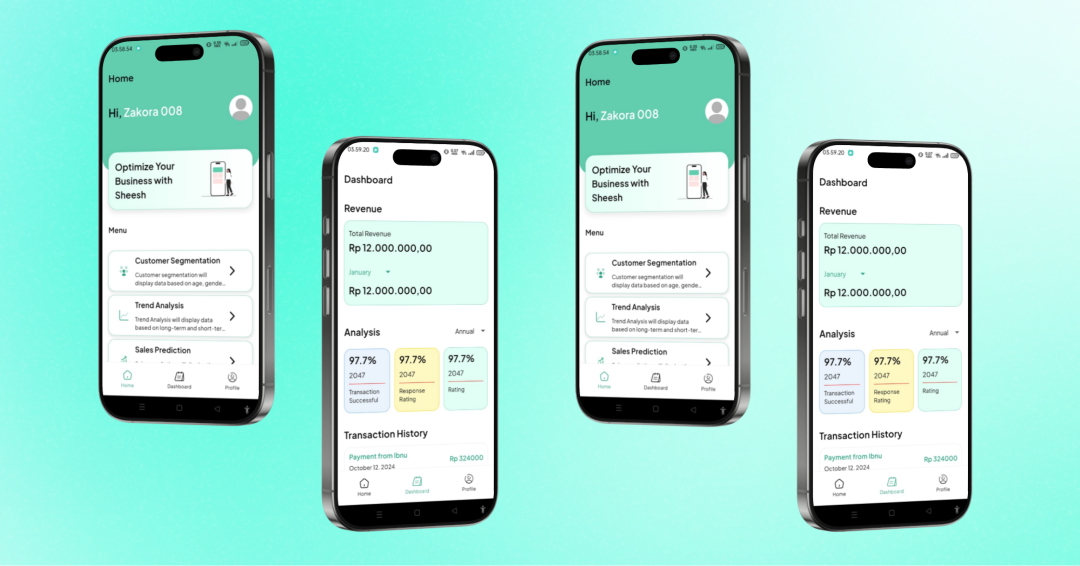 03.58.54
Home
Hi, Zakora 008
Optimize Your
Business with
Sheesh
Menu
Customer Segmentation
Customer segmentation will
display data based on age, gende...
Trend Analysis
Trend Analysis will display data
based on long-term and short-ter...
Sales Prediction
Home
Dashboard
Profile
03.59.20
Dashboard
Revenue
Total Revenue
Rp 12.000.000,00
January
Rp 12.000.000,00
Analysis
Annual
97.7%
2047
Transaction
Successful
97.7%
2047
Response
Rating
97.7%
2047
Rating
Transaction History
Payment from Ibnu
Rp 324000
October 12, 2024
Home
Dashboard
Profile
03.58.54
Home
Hi, Zakora 008
Optimize Your
Business with
Sheesh
Menu
Customer Segmentation
Customer segmentation will
display data based on age, gende...
Trend Analysis
Trend Analysis will display data
based on long-term and short-ter...
Sales Prediction
Home
Dashboard
Profile
03.59.20
Dashboard
Revenue
Total Revenue
Rp 12.000.000,00
January
Rp 12.000.000,00
Analysis
Annual
97.7%
2047
Transaction
Successful
97.7%
2047
Response
Rating
97.7%
2047
Rating
Transaction History
Payment from Ibnu
Rp 324000
October 12, 2024
Home
Dashboard
Profile